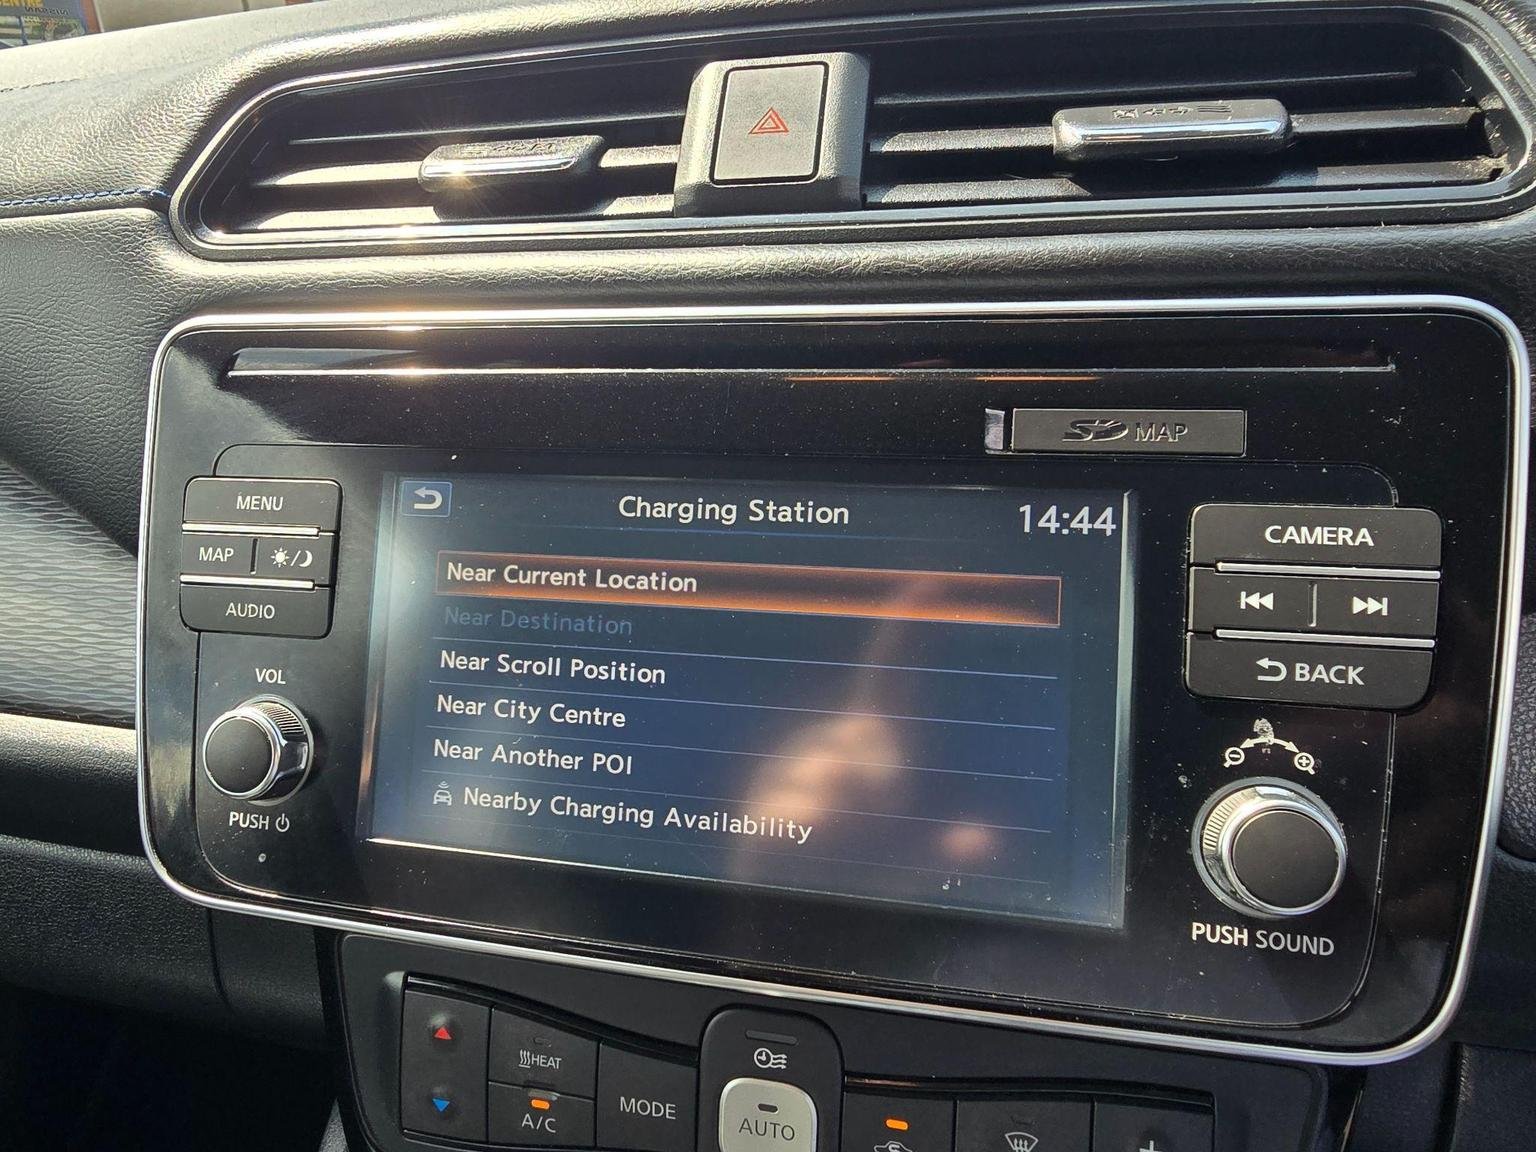 SD MAP
MENU
MAP
AUDIO
VOL
PUSH
Charging Station
14:44
Near Current Location
Near Destination
Near Scroll Position
Near City Centre
Near Another POI
Nearby Charging Availability
CAMERA
BACK
PUSH SOUND
HEAT
A/C
MODE
AUTO